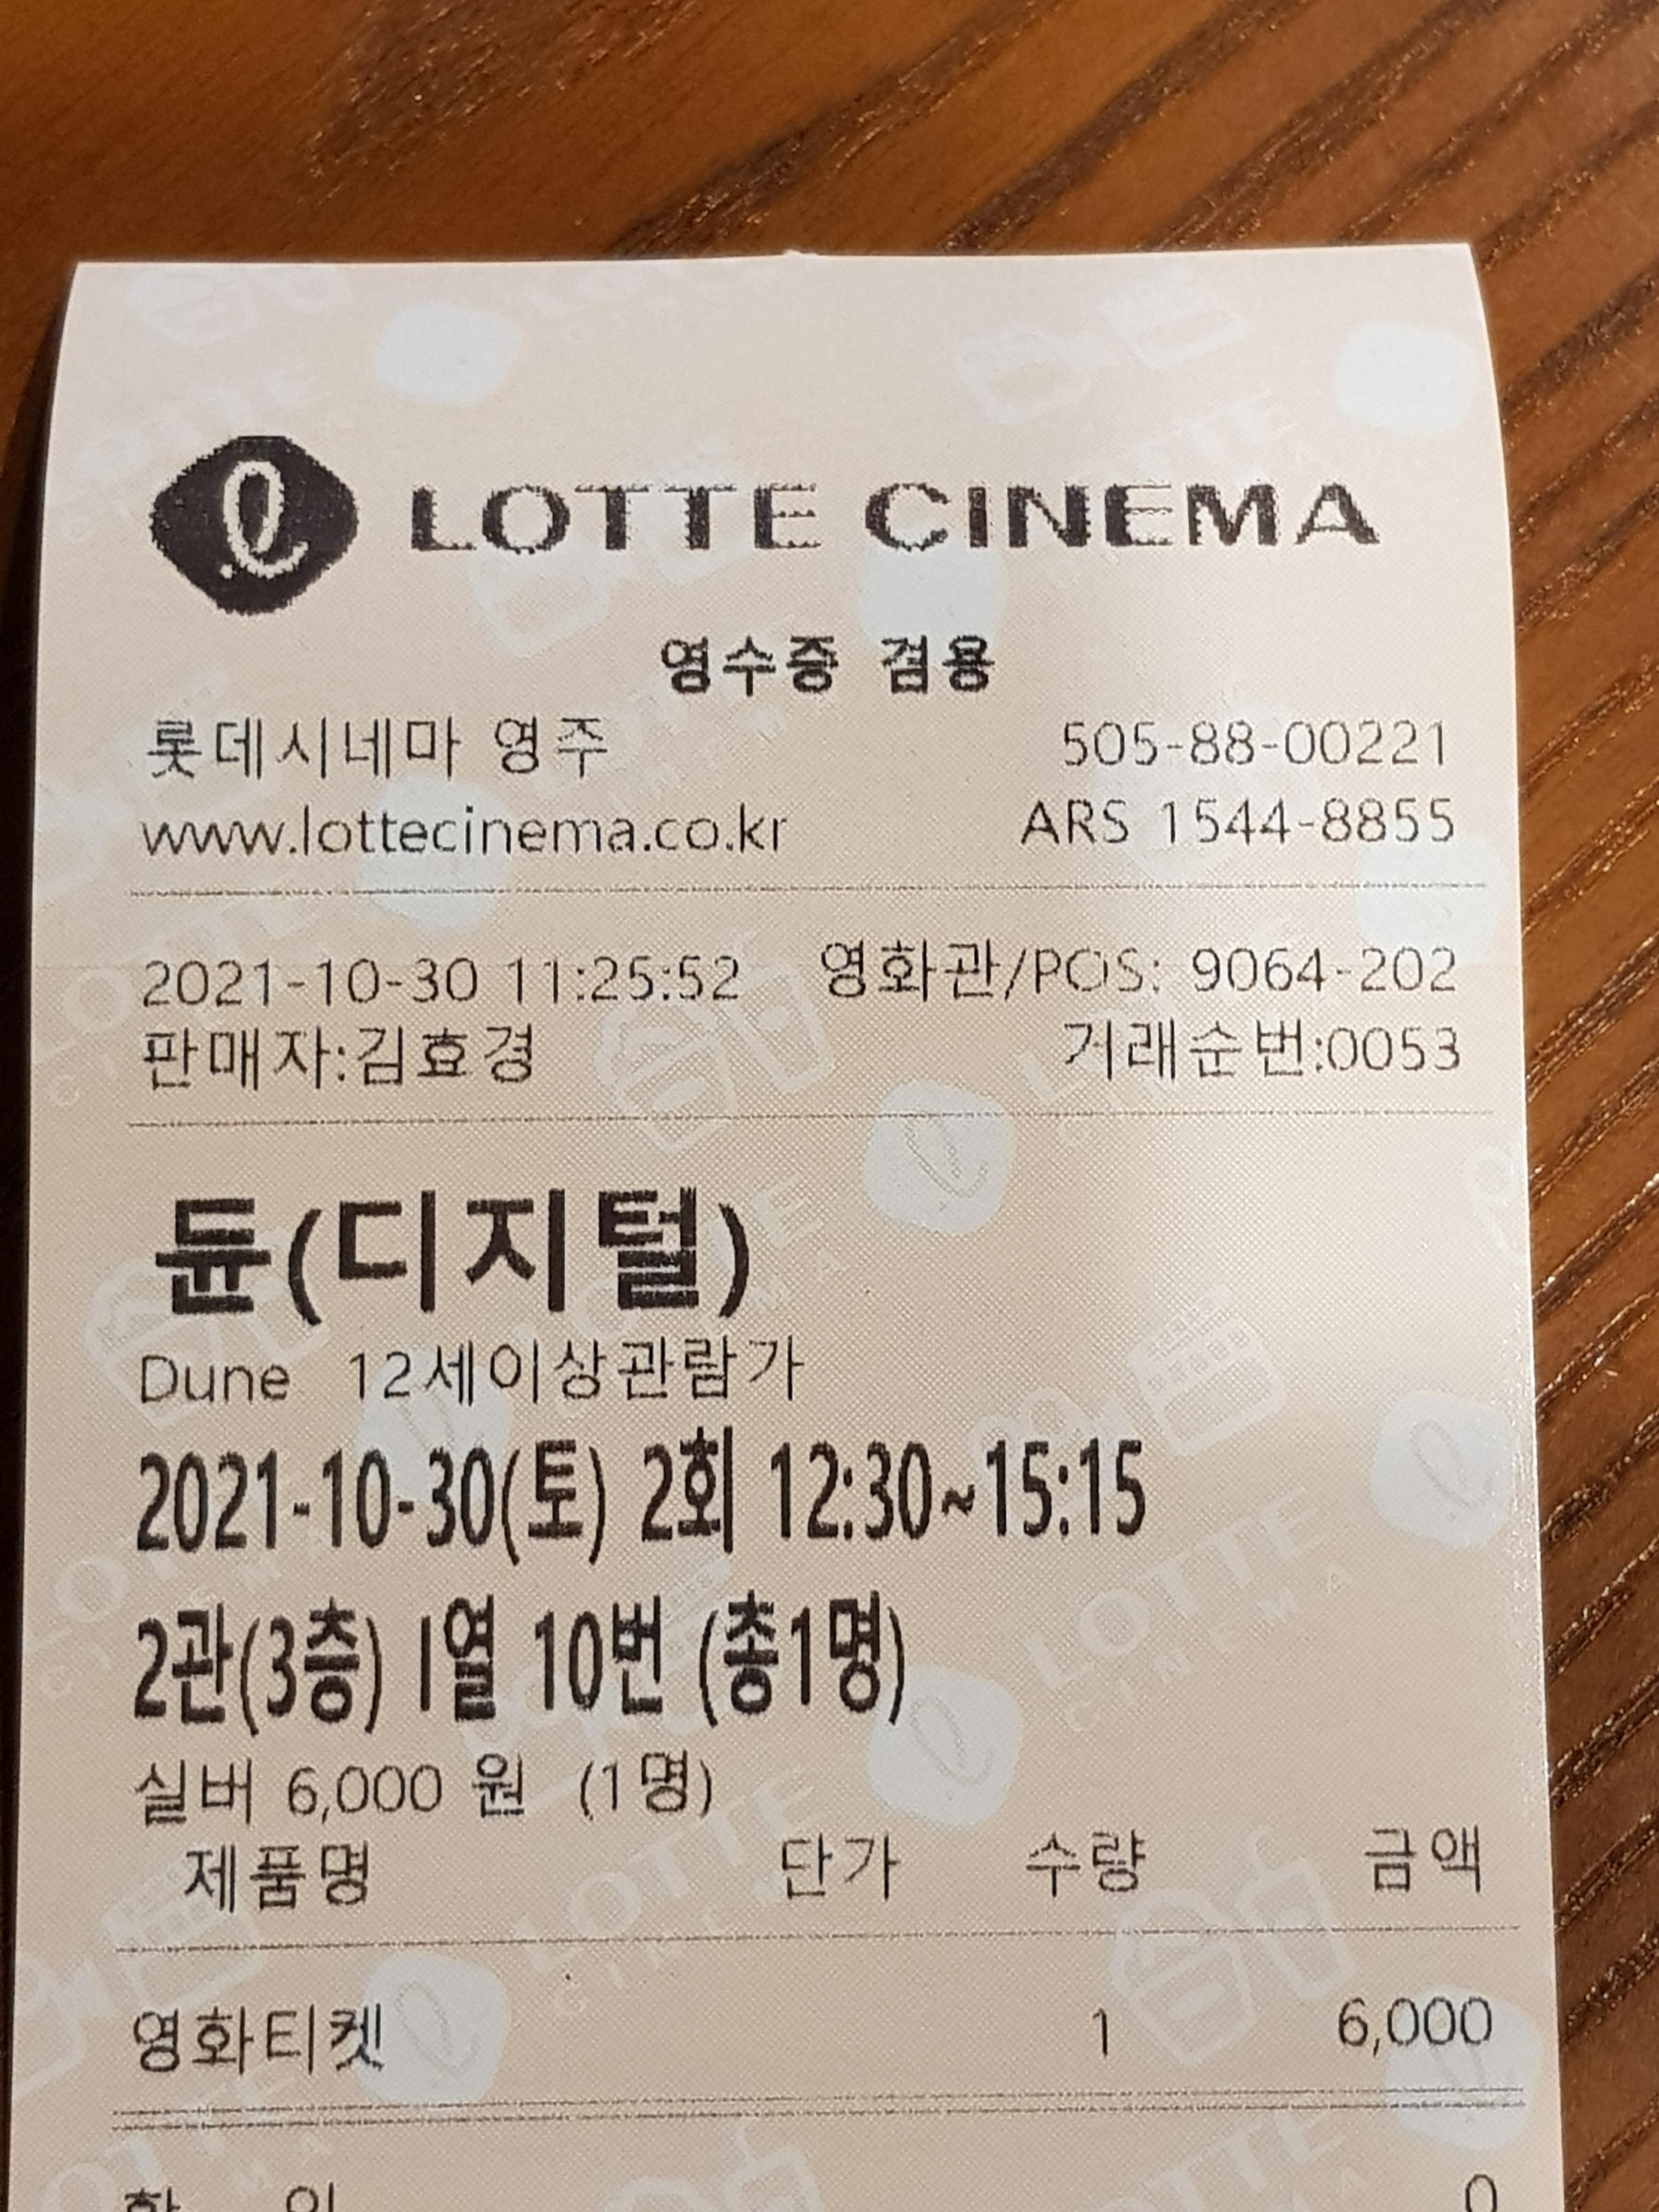 LOTTE CINEMA
영수증 겸용
롯데시네마 영주 505-88-00221
www.lottecinema.co.kr ARS 1544-8855
2021-10-30 11:25:52 영화관/POS: 9064-202
판매자:김효경 거래순번:0053
듄(디지털)
Dune 12세이상관람가
2021-10-30(토) 2회 12:30~15:15
2관(3층) I열 10번 (총1명)
실버 6,000 원 (1명)
제품명 단가 수량 금액
영화티켓 1 6,000